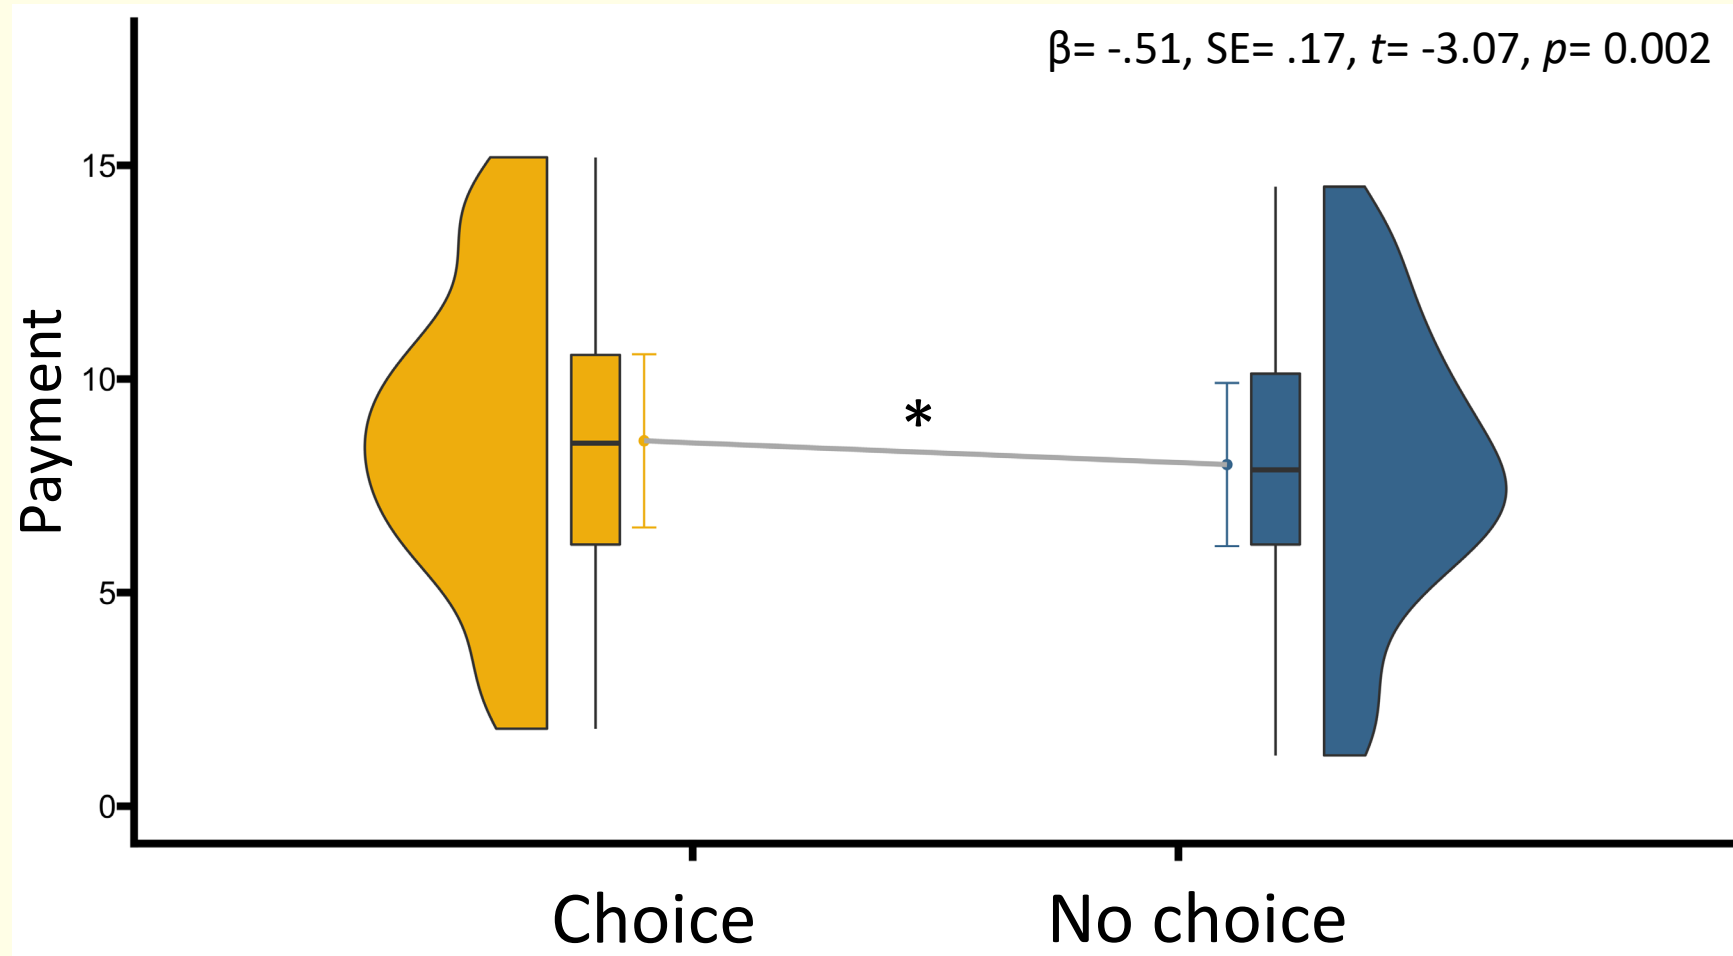 β= -.51, SE= .17, t= -3.07, p= 0.002
Payment
15
10
5
0
*
Choice
No choice